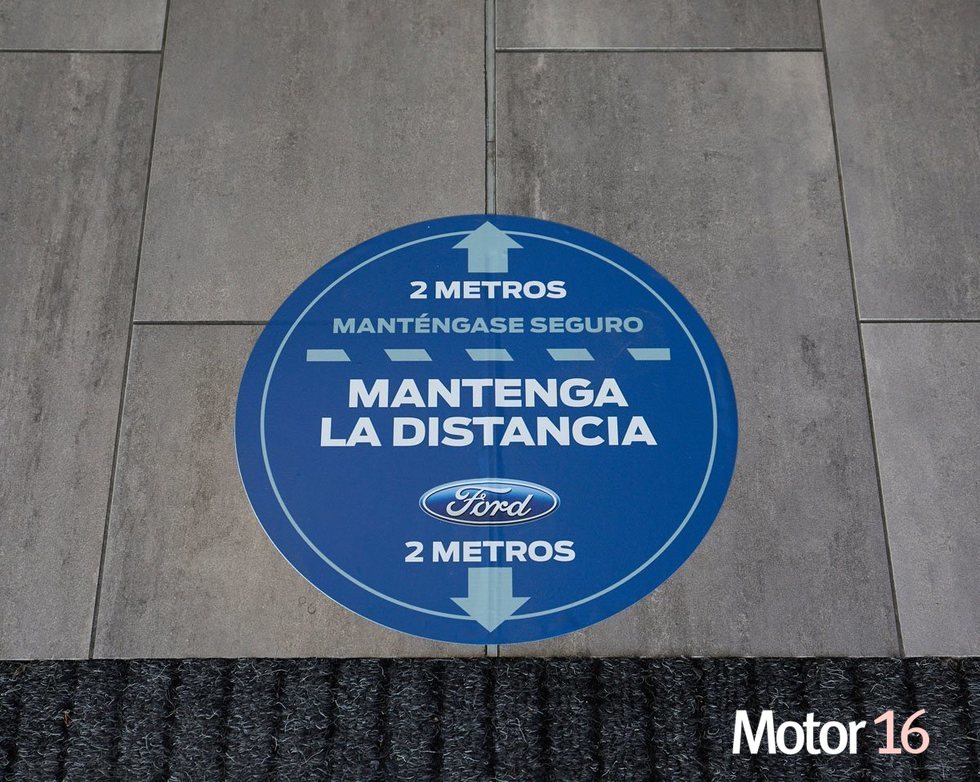 2 METROS
MANTÉNGASE SEGURO
MANTENGA
LA DISTANCIA
Ford
2 METROS
Motor 16